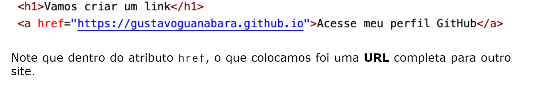 <h1>Vamos criar um link</h1>
<a href="https://gustavoguanabara.github.io">Acesse meu perfil GitHub</a>
Note que dentro do atributo href, o que colocamos foi uma URL completa para outro
site.